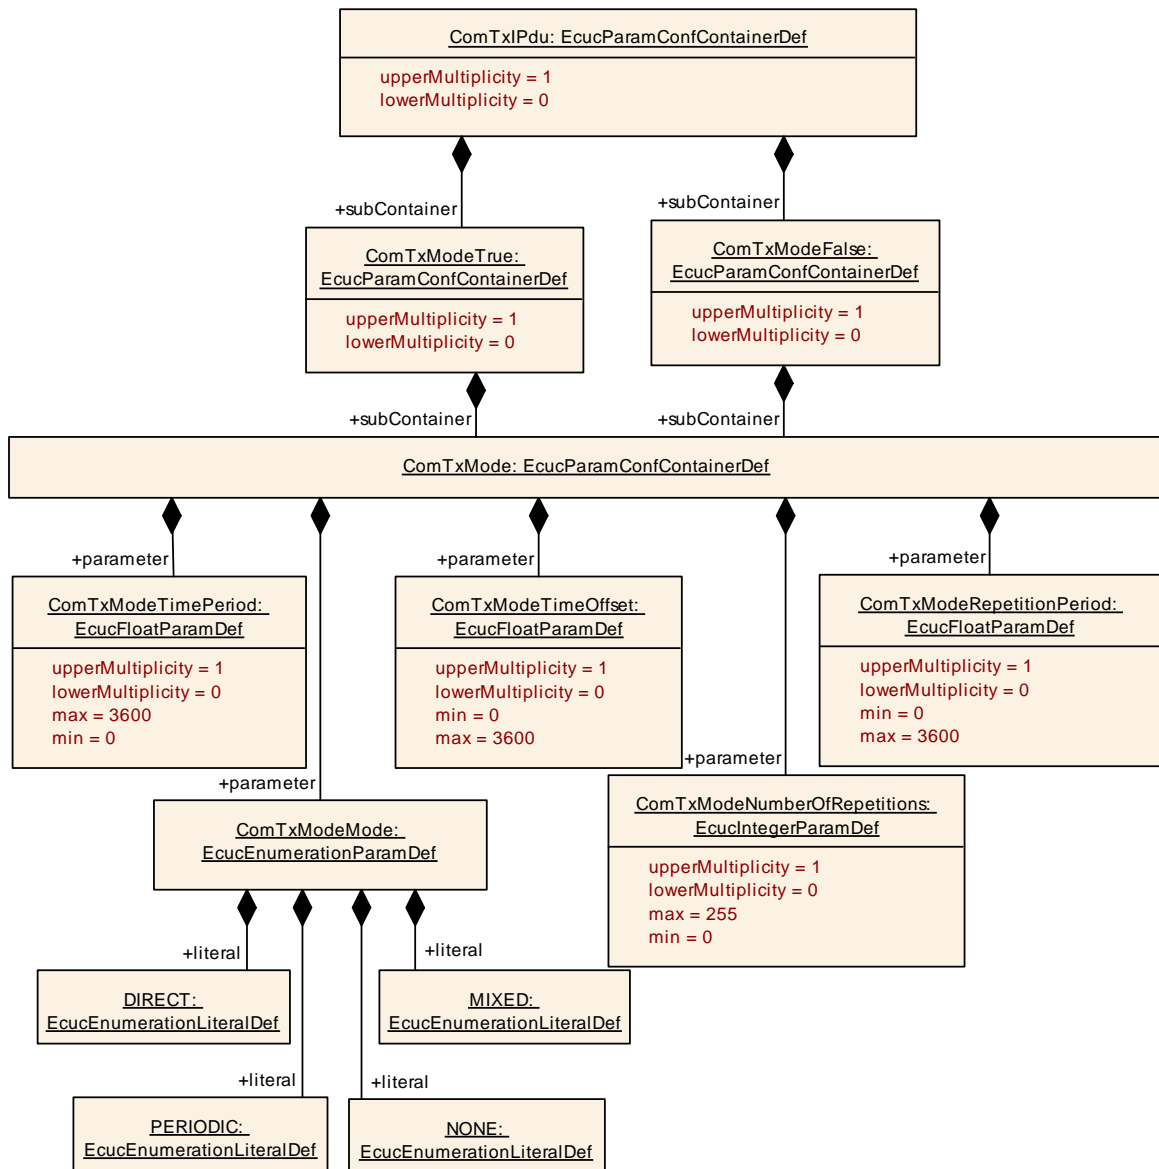 ComTxIPdu: EcucParamConfContainerDef
upperMultiplicity = 1
lowerMultiplicity = 0
+subContainer
+subContainer
ComTxModeTrue:
EcucParamConfContainerDef
upperMultiplicity = 1
lowerMultiplicity = 0
ComTxModeFalse:
EcucParamConfContainerDef
upperMultiplicity = 1
lowerMultiplicity = 0
+subContainer
+subContainer
ComTxMode: EcucParamConfContainerDef
+parameter
+parameter
+parameter
ComTxModeTimePeriod:
EcucFloatParamDef
upperMultiplicity = 1
lowerMultiplicity = 0
max = 3600
min = 0
ComTxModeTimeOffset:
EcucFloatParamDef
upperMultiplicity = 1
lowerMultiplicity = 0
min = 0
max = 3600
ComTxModeRepetitionPeriod:
EcucFloatParamDef
upperMultiplicity = 1
lowerMultiplicity = 0
min = 0
max = 3600
+parameter
+parameter
ComTxModeMode:
EcucEnumerationParamDef
ComTxModeNumberOfRepetitions:
EcucIntegerParamDef
upperMultiplicity = 1
lowerMultiplicity = 0
max = 255
min = 0
+literal
+literal
DIRECT:
EcucEnumerationLiteralDef
MIXED:
EcucEnumerationLiteralDef
+literal
+literal
PERIODIC:
EcucEnumerationLiteralDef
NONE:
EcucEnumerationLiteralDef